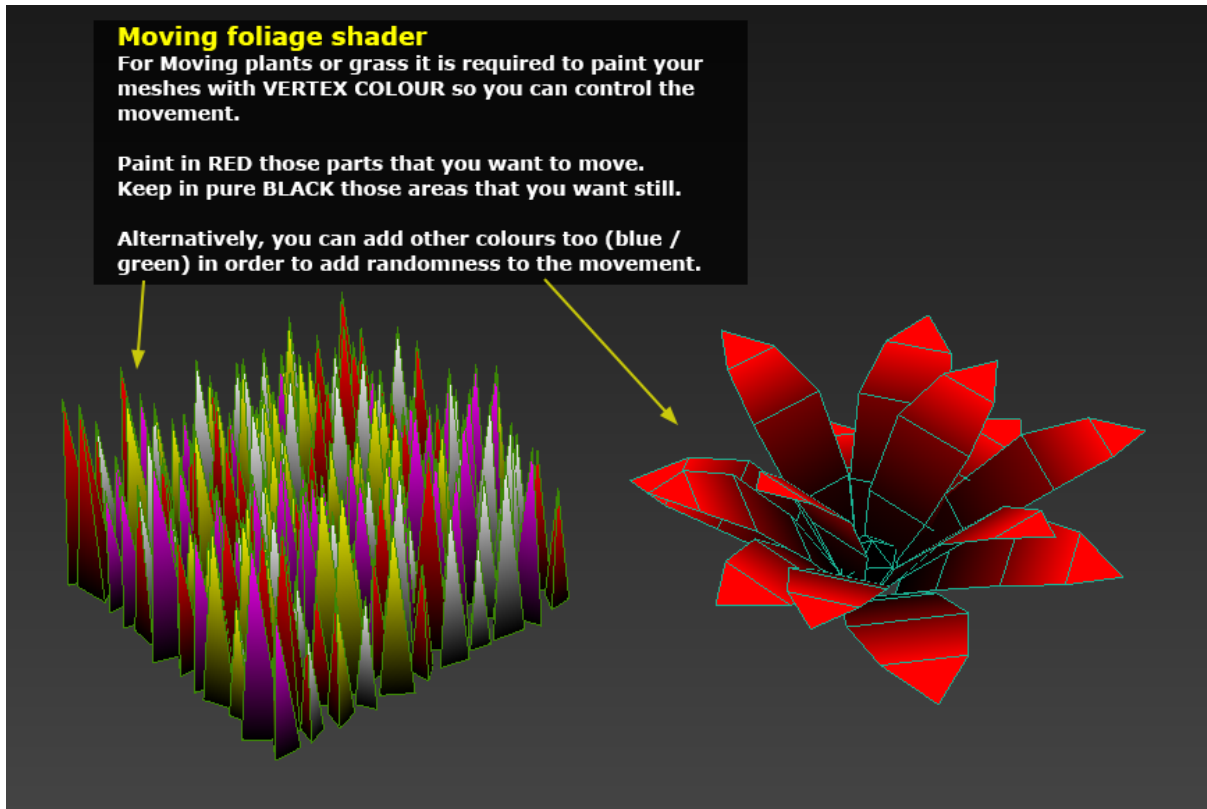 Moving foliage shader
For Moving plants or grass it is required to paint your
meshes with VERTEX COLOUR so you can control the
movement.
Paint in RED those parts that you want to move.
Keep in pure BLACK those areas that you want still.
Alternatively, you can add other colours too (blue /
green) in order to add randomness to the movement.